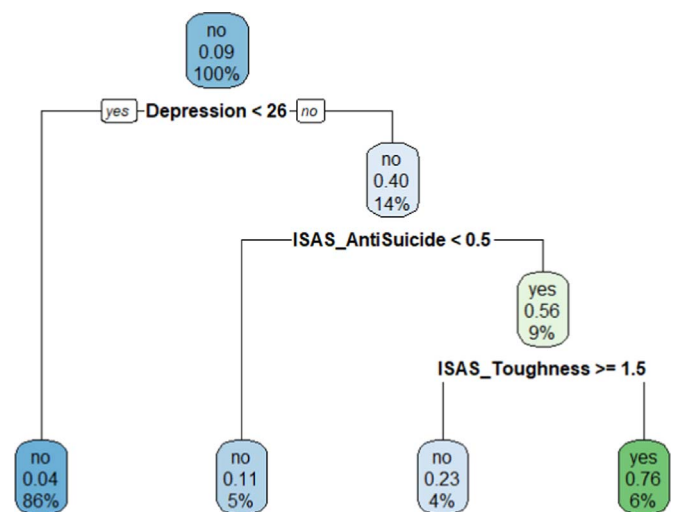 no
0.09
100%
yes Depression < 26 no
no
0.40
14%
ISAS_AntiSuicide < 0.5
yes
0.56
9%
ISAS_Toughness >= 1.5
no
0.04
86%
no
0.11
5%
no
0.23
4%
yes
0.76
6%